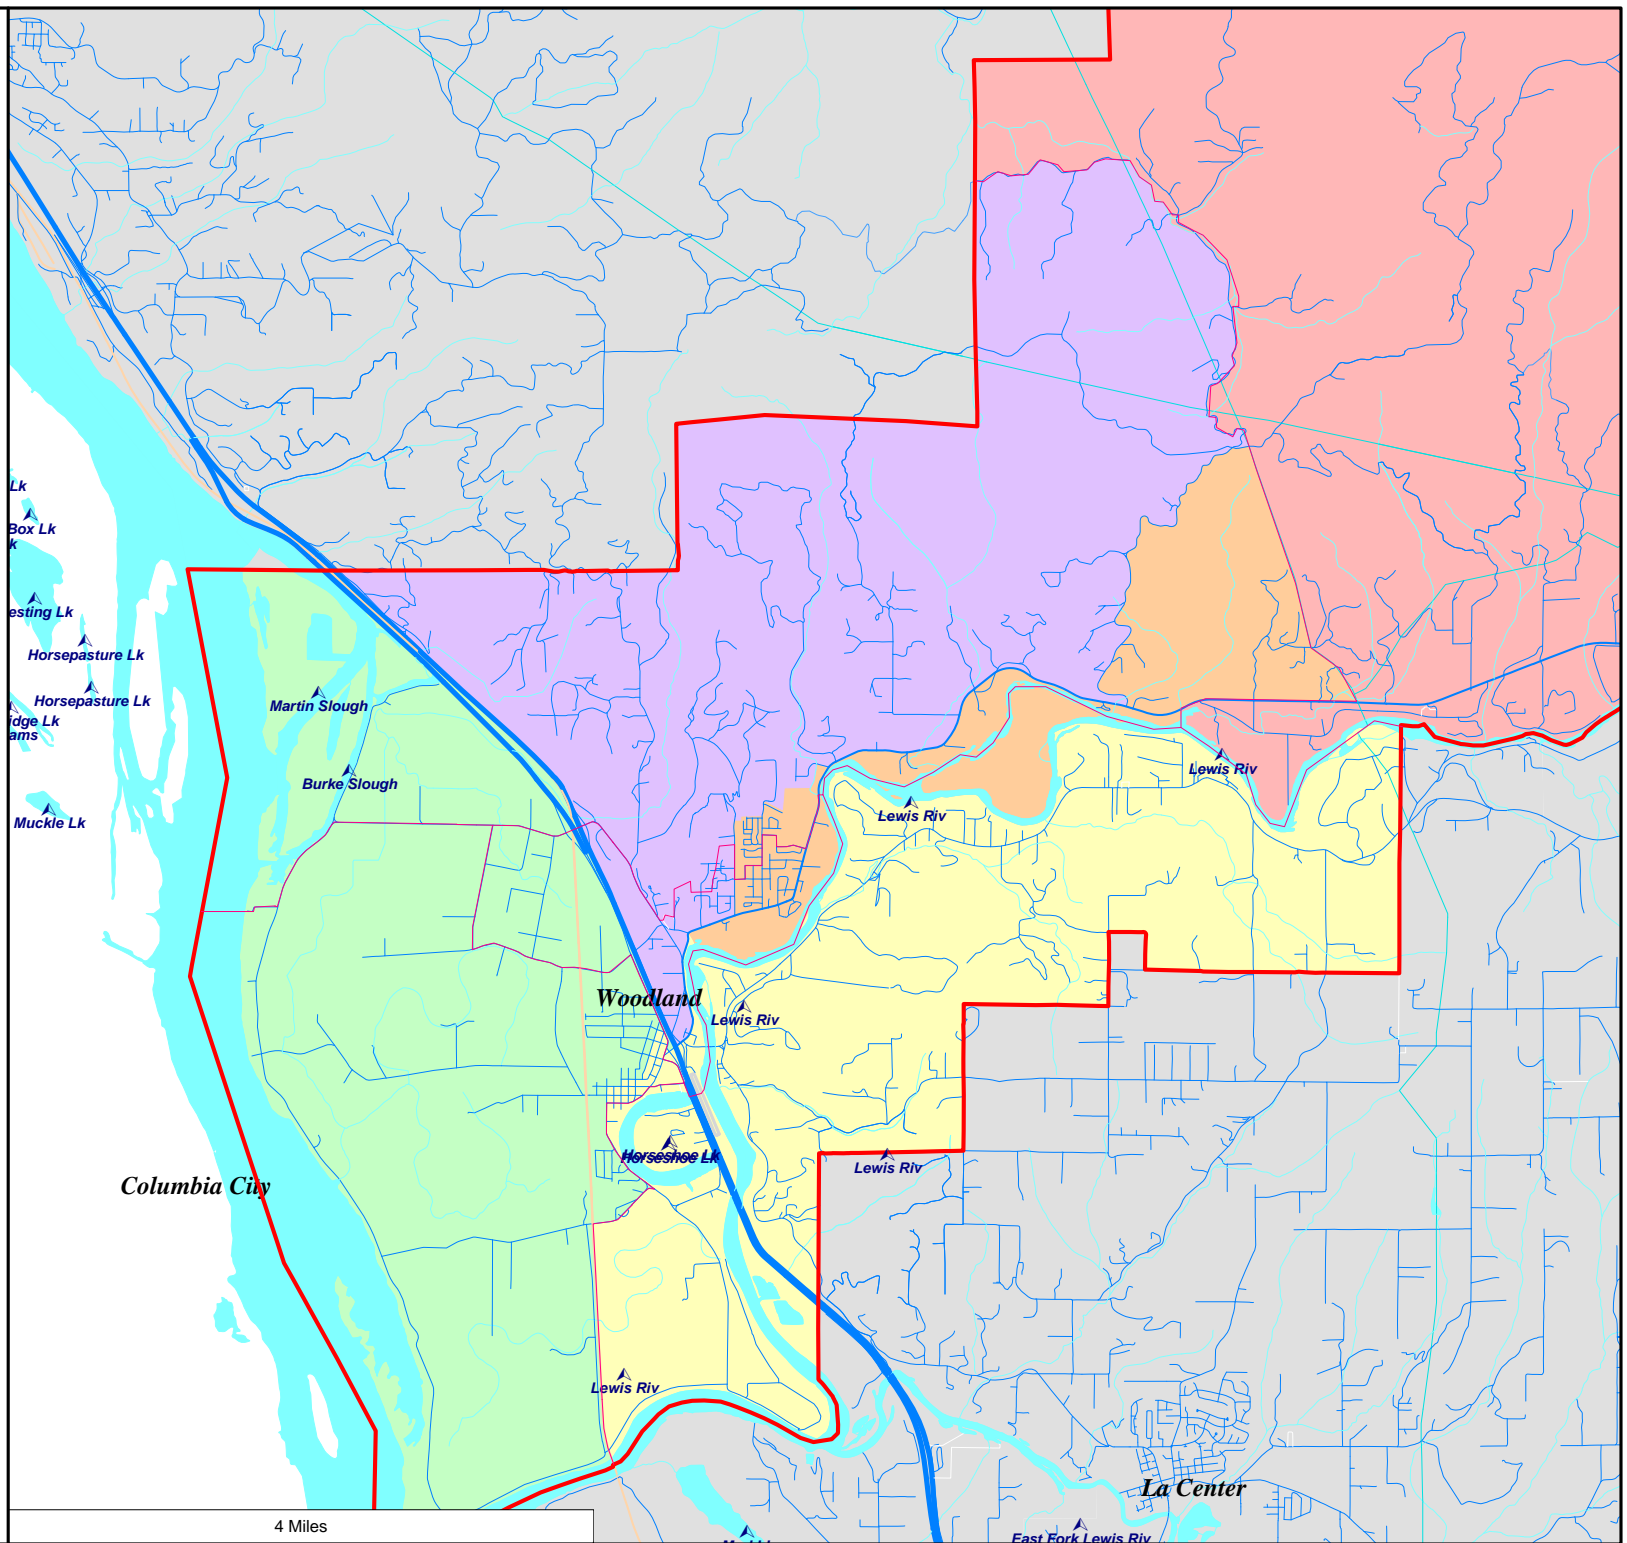 Lk
Box Lk
k
esting Lk
Horsepasture Lk
Horsepasture Lk
idge Lk
ams
Martin Slough
Burke Slough
Muckle Lk
Lewis Riv
Lewis Riv
Woodland
Lewis Riv
Horseshoe Lk
Horseshoe Lk
Lewis Riv
Columbia City
Lewis Riv
La Center
4 Miles
East Fork Lewis Riv